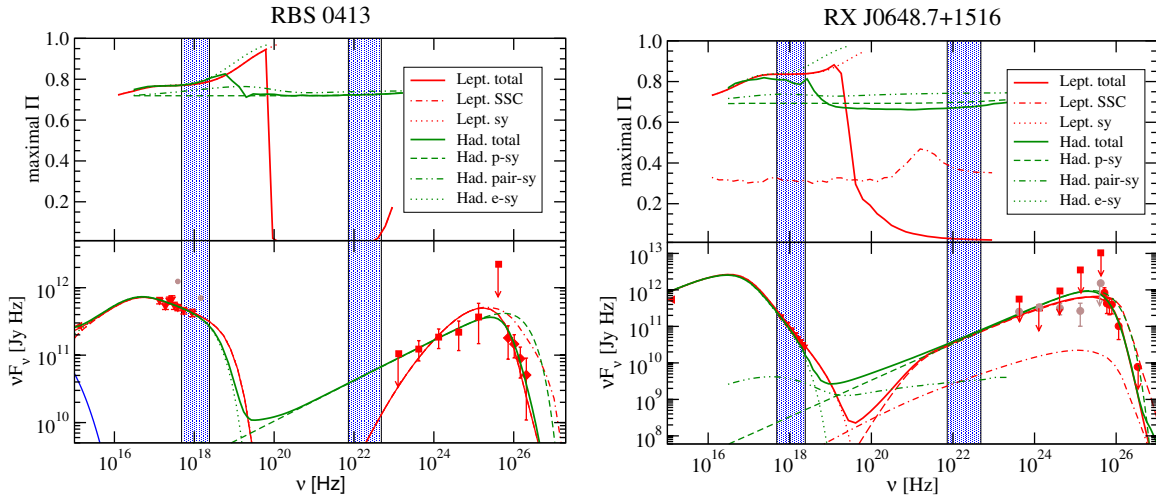 RBS 0413
maximal Π
1.0
0.8
0.6
0.4
0.2
Lept. total
Lept. SSC
Lept. sy
Had. total
Had. p-sy
Had. pair-sy
Had. e-sy
νFν [Jy Hz]
10^12
10^11
10^10
10^16 10^18 10^20 10^22 10^24 10^26
ν [Hz]
RX J0648.7+1516
maximal Π
1.0
0.8
0.6
0.4
0.2
Lept. total
Lept. SSC
Lept. sy
Had. total
Had. p-sy
Had. pair-sy
Had. e-sy
νFν [Jy Hz]
10^13
10^12
10^11
10^10
10^9
10^8
10^16 10^18 10^20 10^22 10^24 10^26
ν [Hz]